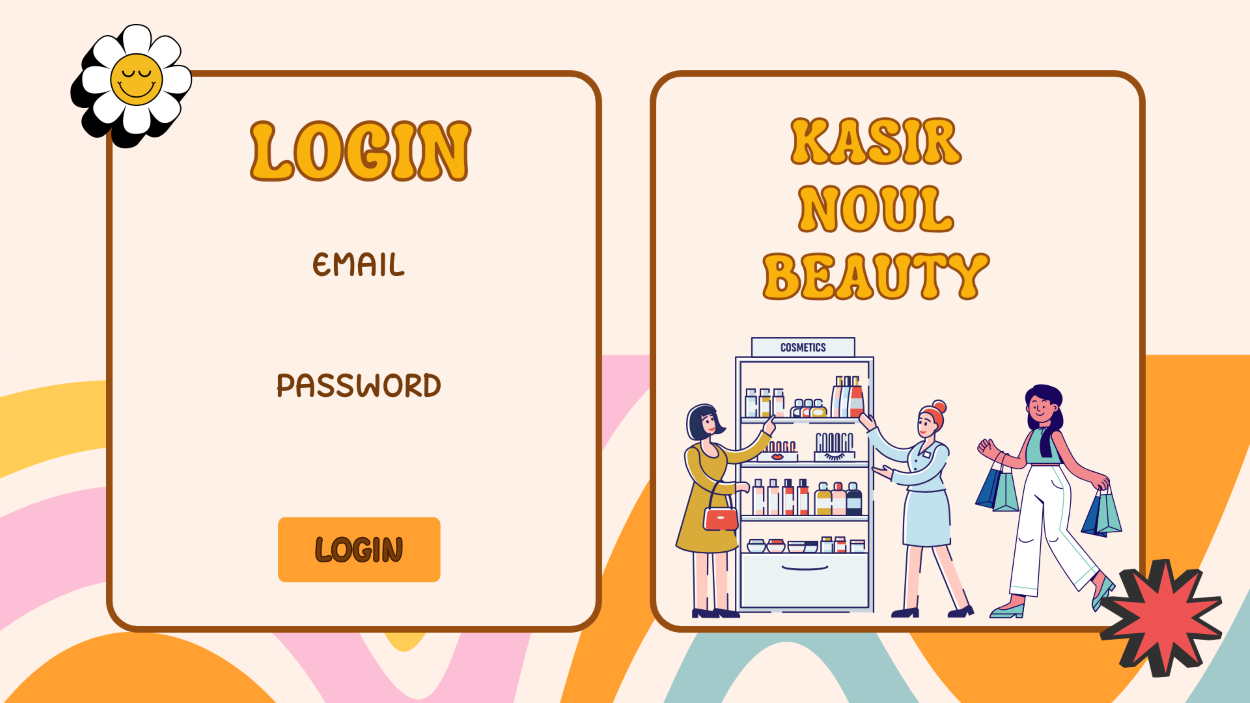 LOGIN
EMAIL
PASSWORD
LOGIN
KASIR
NOUL
BEAUTY
COSMETICS